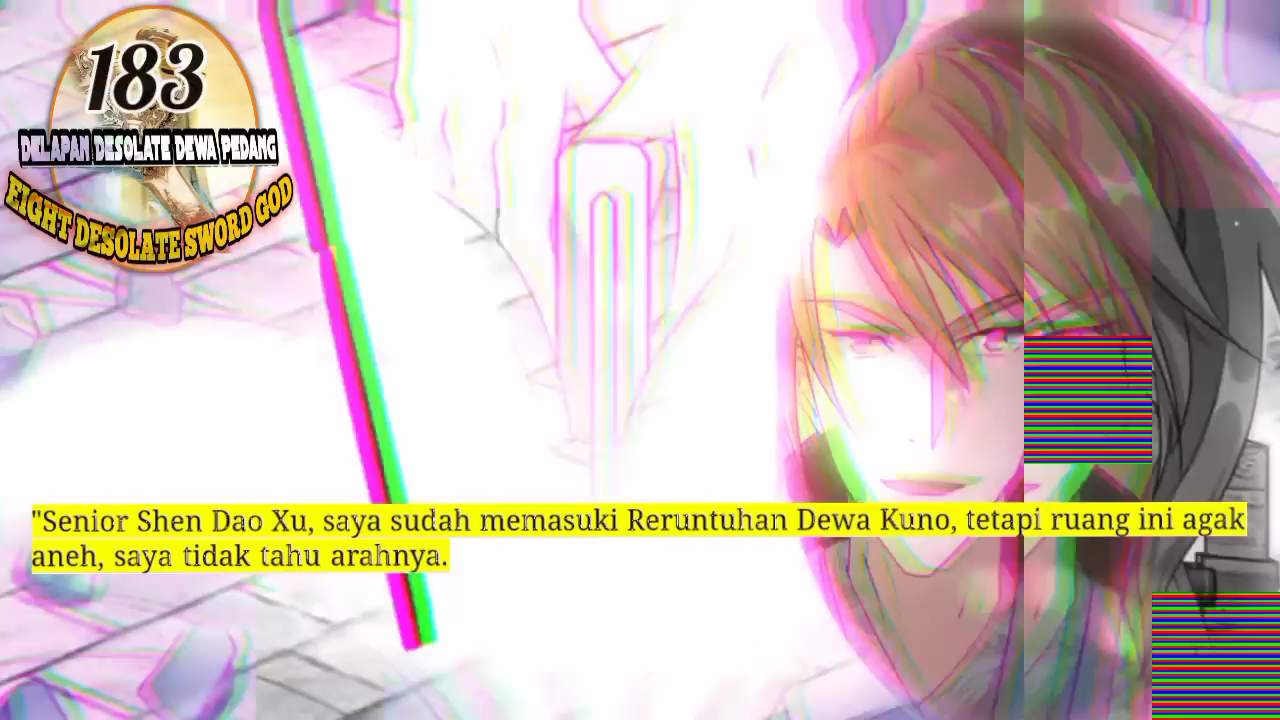 183
DELAPAN DESOLATE DEWA PEDANG
EIGHT DESOLATE SWORD GOD
"Senior Shen Dao Xu, saya sudah memasuki Reruntuhan Dewa Kuno, tetapi ruang ini agak
aneh, saya tidak tahu arahnya.